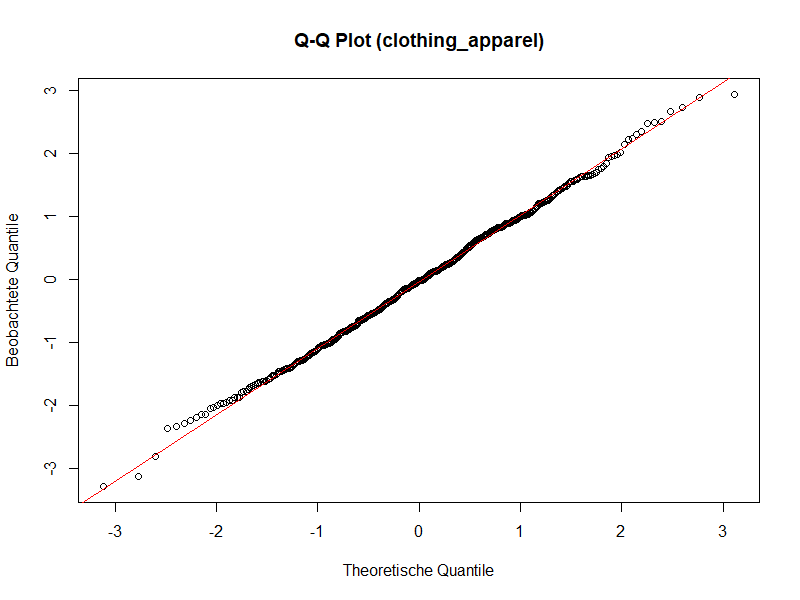 Q-Q Plot (clothing_apparel)
Beobachtete Quantile
3
2
1
0
-1
-2
-3
-3 -2 -1 0 1 2 3
Theoretische Quantile